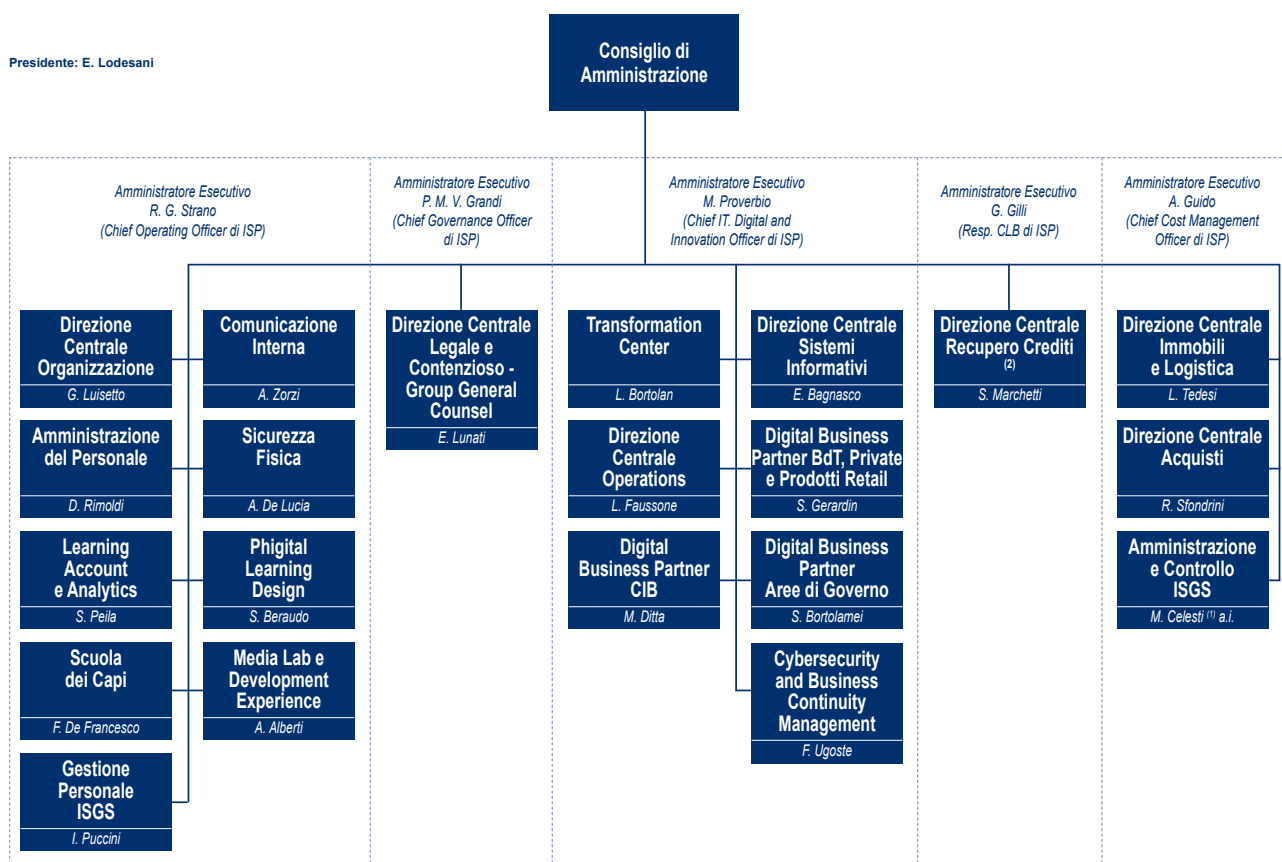 Presidente: E. Lodesani
Consiglio di
Amministrazione
Amministratore Esecutivo
R. G. Strano
(Chief Operating Officer di ISP)
Amministratore Esecutivo
P. M. V. Grandi
(Chief Governance Officer
di ISP)
Amministratore Esecutivo
M. Proverbio
(Chief IT. Digital and
Innovation Officer di ISP)
Amministratore Esecutivo
G. Gilli
(Resp. CLB di ISP)
Amministratore Esecutivo
A. Guido
(Chief Cost Management
Officer di ISP)
Direzione
Centrale
Organizzazione
G. Luisetto
Comunicazione
Interna
A. Zorzi
Direzione Centrale
Legale e
Contenzioso -
Group General
Counsel
E. Lunati
Transformation
Center
L. Bortolan
Direzione Centrale
Sistemi
Informativi
E. Bagnasco
Direzione Centrale
Recupero Crediti
(2)
S. Marchetti
Direzione Centrale
Immobili
e Logistica
L. Tedesi
Amministrazione
del Personale
D. Rimoldi
Sicurezza
Fisica
A. De Lucia
Direzione
Centrale
Operations
L. Faussone
Digital Business
Partner BdT, Private
e Prodotti Retail
S. Gerardin
Direzione Centrale
Acquisti
R. Sfondrini
Learning
Account
e Analytics
S. Peila
Phigital
Learning
Design
S. Beraudo
Digital
Business Partner
CIB
M. Ditta
Digital Business
Partner
Aree di Governo
S. Bortolamei
Amministrazione
e Controllo
ISGS
M. Celesti (1) a.i.
Scuola
dei Capi
F. De Francesco
Media Lab e
Development
Experience
A. Alberti
Cybersecurity
and Business
Continuity
Management
F. Ugoste
Gestione
Personale
ISGS
I. Puccini